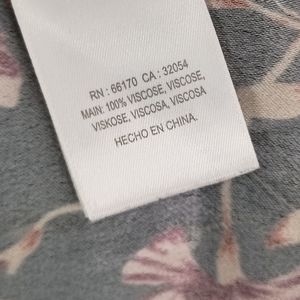 RN : 66170 CA : 32054
MAIN: 100% VISCOSE, VISCOSE,
VISKOSE, VISCOSA, VISCOSA
HECHO EN CHINA.